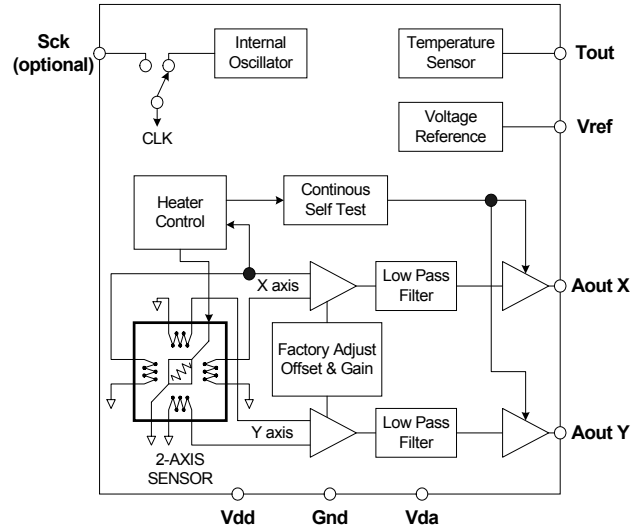 Sck
(optional)
Internal
Oscillator
Temperature
Sensor
Tout
CLK
Voltage
Reference
Vref
Heater
Control
Continous
Self Test
X axis
Low Pass
Filter
Aout X
Factory Adjust
Offset & Gain
Y axis
Low Pass
Filter
Aout Y
2-AXIS
SENSOR
Vdd
Gnd
Vda